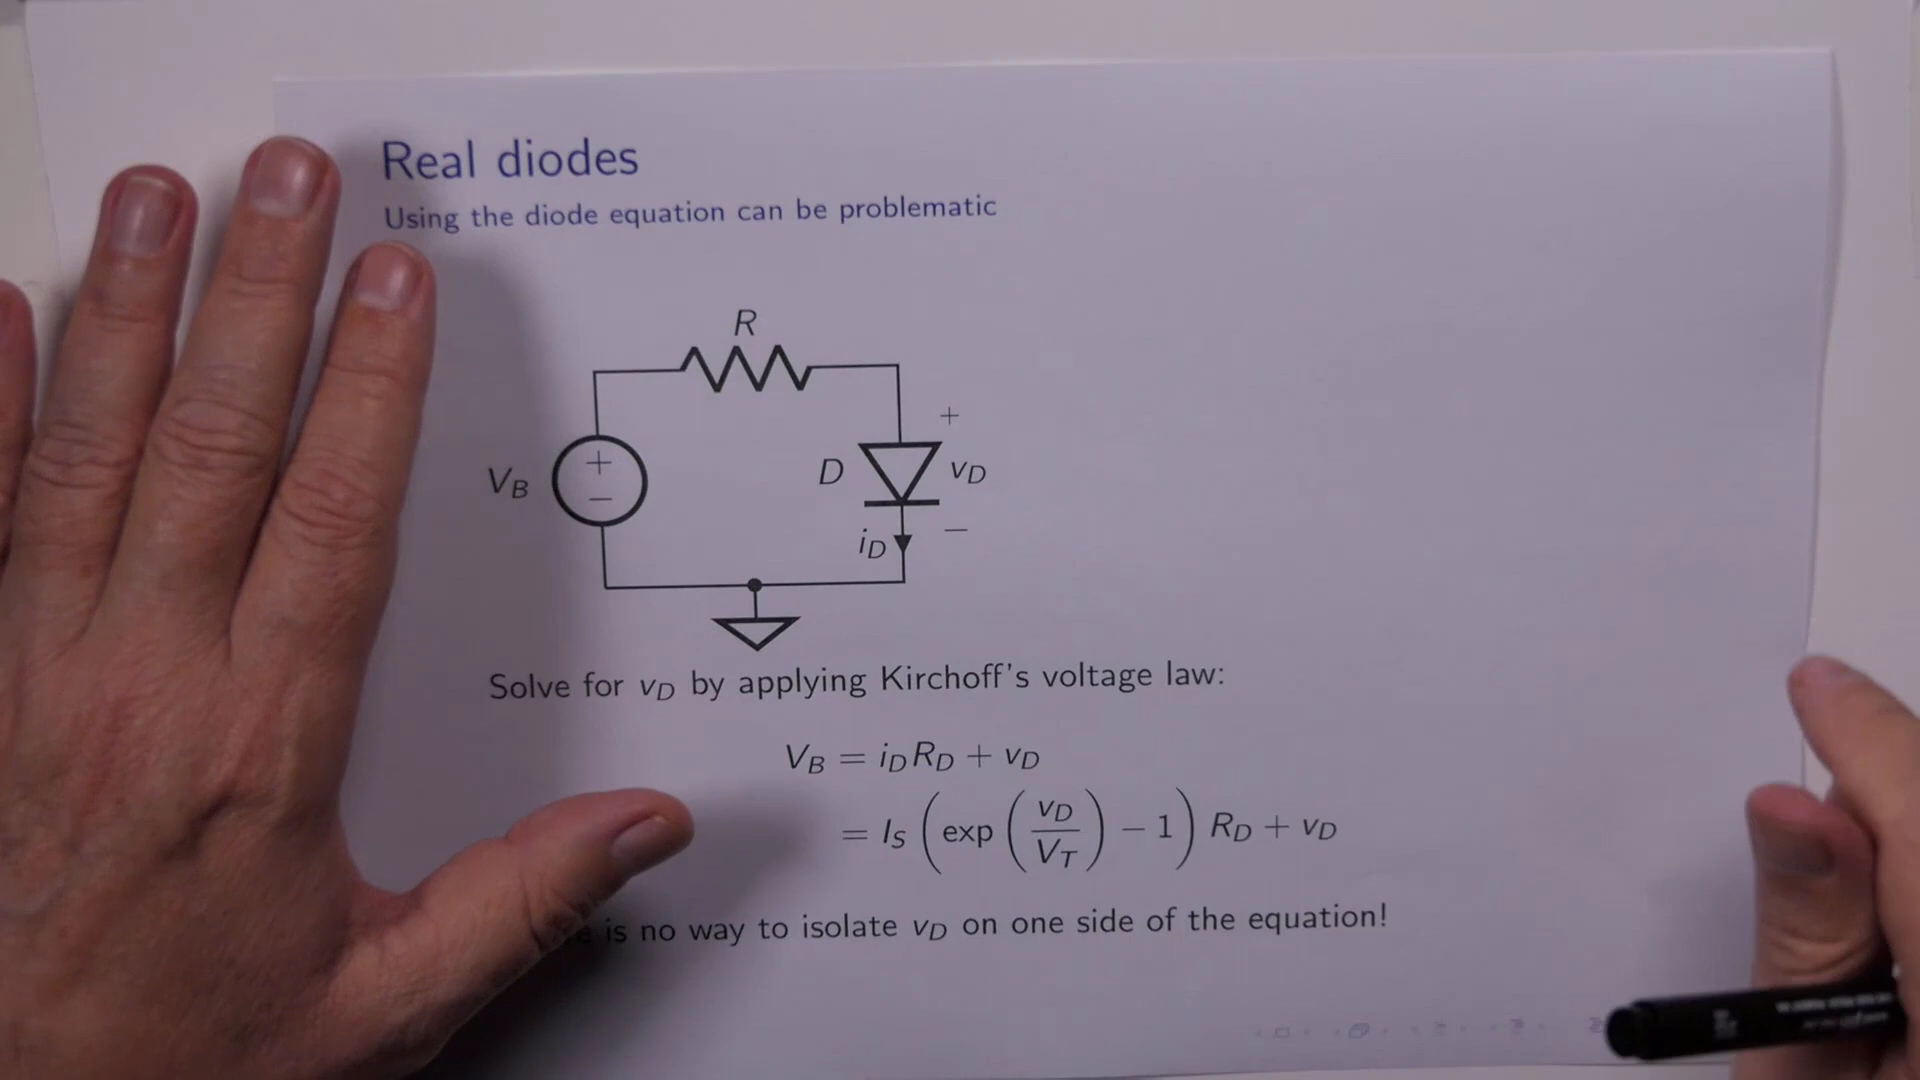 Real diodes
Using the diode equation can be problematic
R
+
V_B + −
D v_D
−
i_D
Solve for v_D by applying Kirchoff's voltage law:
V_B = i_D R_D + v_D
= I_S ( exp ( v_D / V_T ) − 1 ) R_D + v_D
is no way to isolate v_D on one side of the equation!